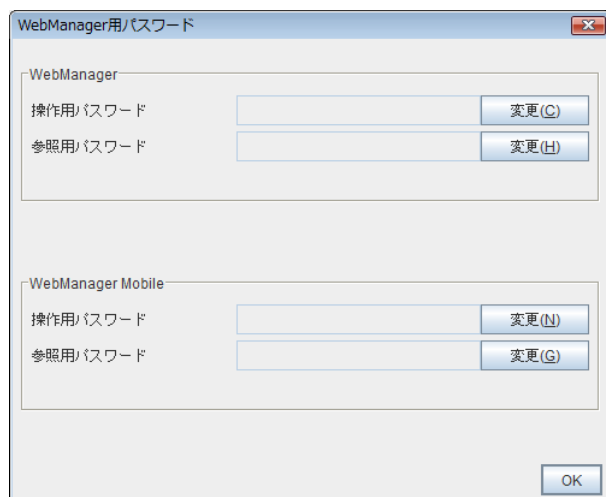 WebManager用パスワード
WebManager
操作用パスワード 変更(C)
参照用パスワード 変更(H)
WebManager Mobile
操作用パスワード 変更(N)
参照用パスワード 変更(G)
OK